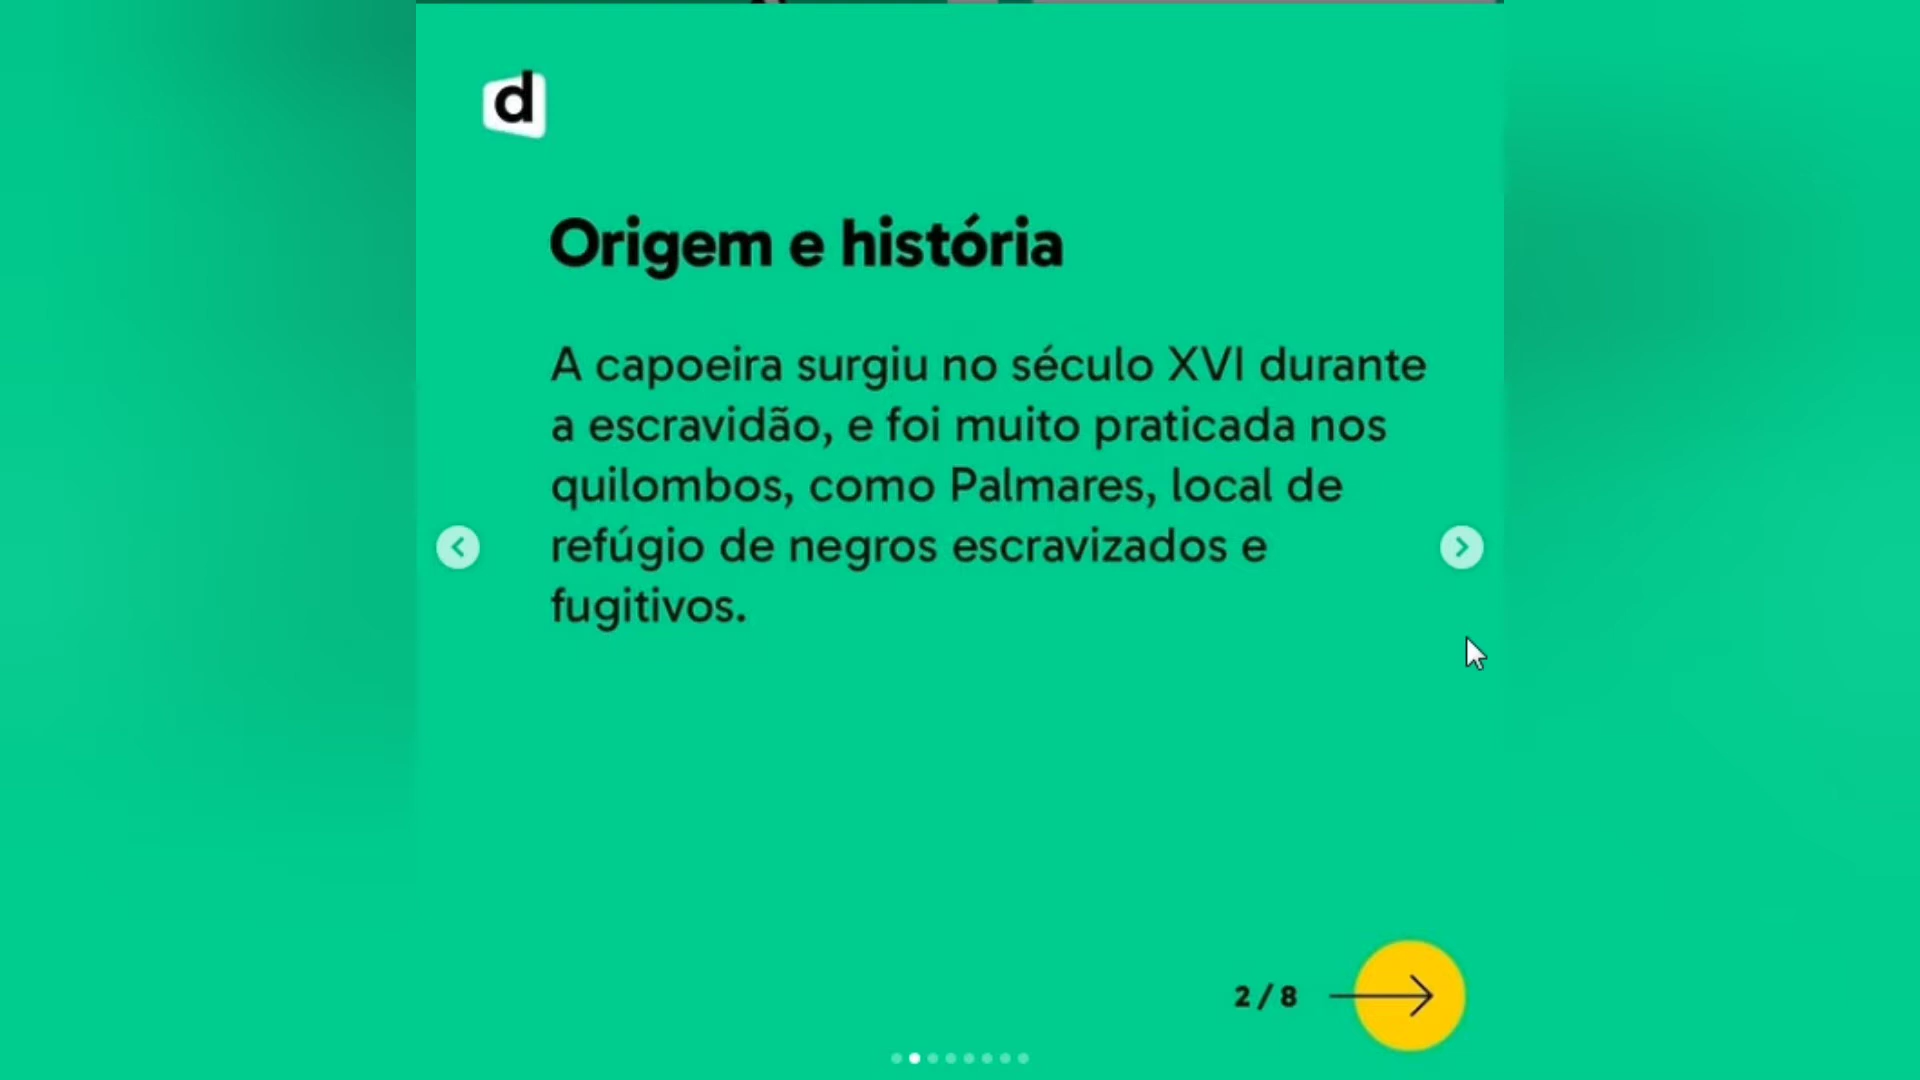 d
Origem e história
A capoeira surgiu no século XVI durante
a escravidão, e foi muito praticada nos
quilombos, como Palmares, local de
refúgio de negros escravizados e
fugitivos.
2 / 8